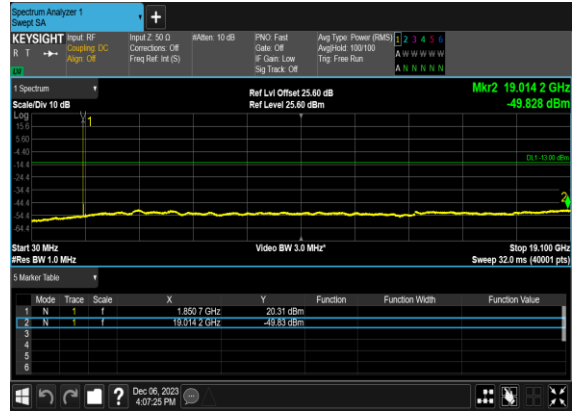 Spectrum Analyzer 1
Swept SA
+
KEYSIGHT Input: RF Input Z: 50 Ω #Atten: 10 dB PNO: Fast Avg Type: Power (RMS) 1 2 3 4 5 6
R T Coupling: DC Corrections: Off Gate: Off Avg|Hold: 100/100 A W W W W W
Align: Off Freq Ref: Int (S) IF Gain: Low Trig: Free Run
Sig Track: Off A N N N N N
1 Spectrum Ref Lvl Offset 25.60 dB Mkr2 19.014 2 GHz
Scale/Div 10 dB Ref Level 25.60 dBm -49.828 dBm
Log
1
15.6
5.60
-4.40
DL1 -13.00 dBm
-14.4
-24.4
-34.4
2
-44.4
-54.4
-64.4
Start 30 MHz Video BW 3.0 MHz* Stop 19.100 GHz
#Res BW 1.0 MHz Sweep 32.0 ms (40001 pts)
5 Marker Table
Mode Trace Scale X Y Function Function Width Function Value
1 N 1 f 1.850 7 GHz 20.31 dBm
2 N 1 f 19.014 2 GHz -49.83 dBm
3
4
5
6
? Dec 06, 2023
4:07:25 PM